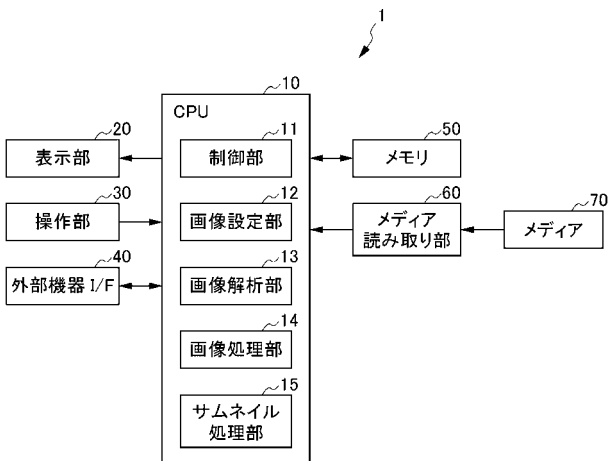 1
10
CPU
20
表示部
11
制御部
50
メモリ
30
操作部
12
画像設定部
60
メディア
読み取り部
70
メディア
40
外部機器I/F
13
画像解析部
14
画像処理部
15
サムネイル
処理部